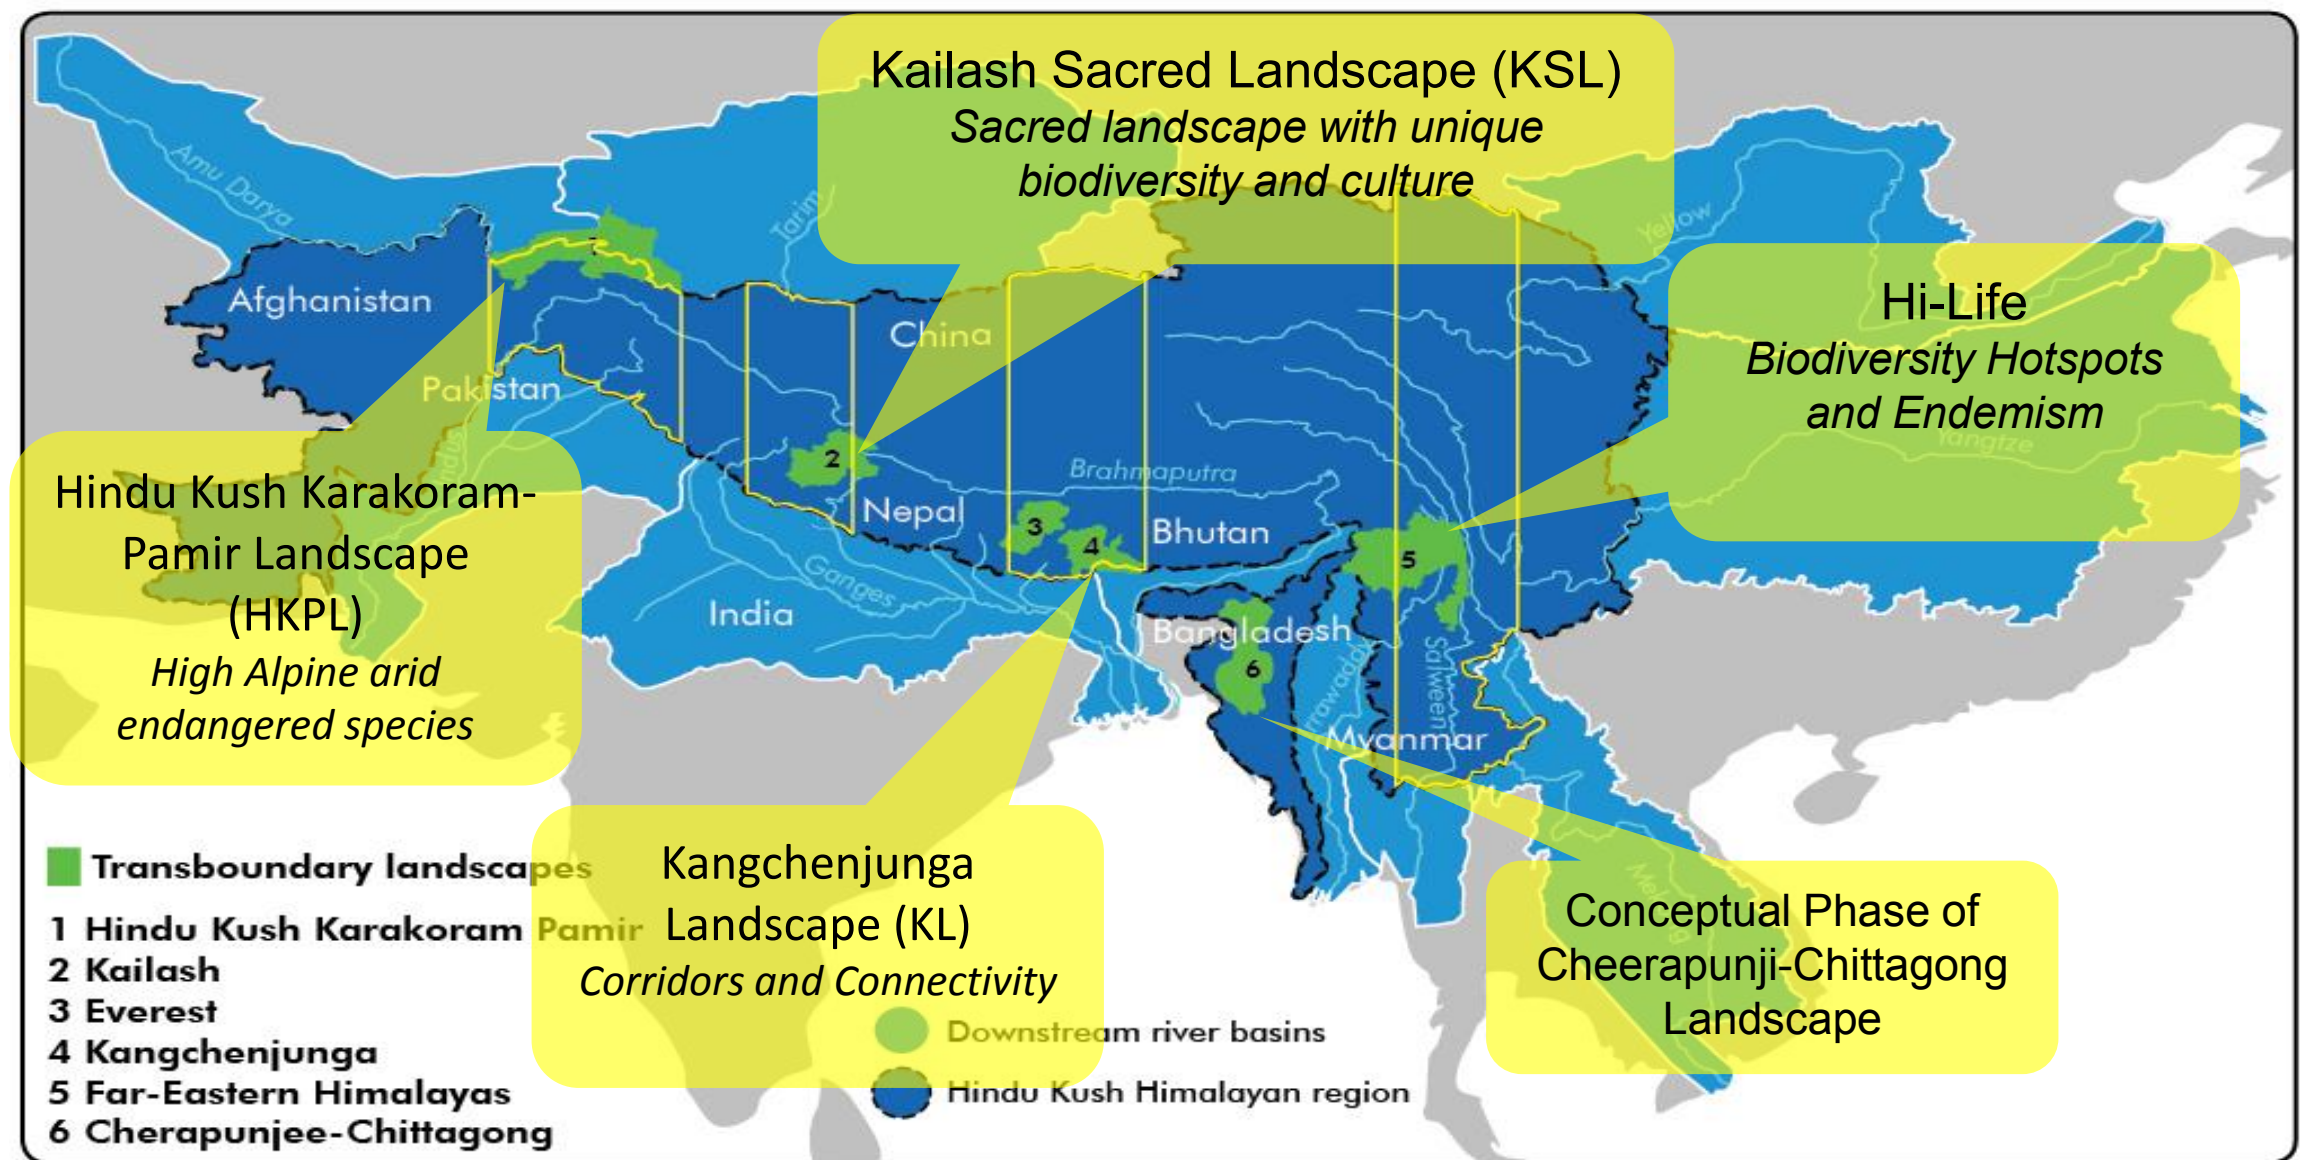 Kailash Sacred Landscape (KSL)
Sacred landscape with unique
biodiversity and culture
Amu Darya
Tarim
Yellow
Afghanistan
China
Hi-Life
Biodiversity Hotspots
and Endemism
Pakistan
Indus
Yangtze
2
Brahmaputra
Nepal
3
4
Bhutan
5
Hindu Kush Karakoram-
Pamir Landscape
(HKPL)
High Alpine arid
endangered species
Ganges
India
Bangladesh
6
Salween
Myanmar
Transboundary landscapes
1 Hindu Kush Karakoram Pamir
2 Kailash
3 Everest
4 Kangchenjunga
5 Far-Eastern Himalayas
6 Cherapunjee-Chittagong
Kangchenjunga
Landscape (KL)
Corridors and Connectivity
Downstream river basins
Hindu Kush Himalayan region
Mekong
Conceptual Phase of
Cheerapunji-Chittagong
Landscape